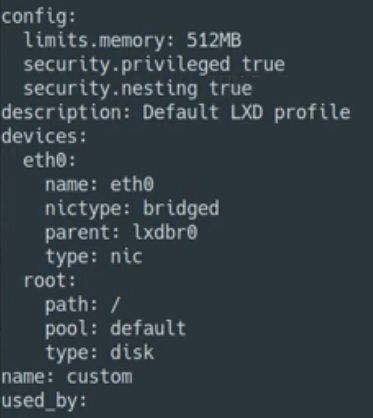 config:
  limits.memory: 512MB
  security.privileged true
  security.nesting true
description: Default LXD profile
devices:
  eth0:
    name: eth0
    nictype: bridged
    parent: lxdbr0
    type: nic
  root:
    path: /
    pool: default
    type: disk
name: custom
used_by: